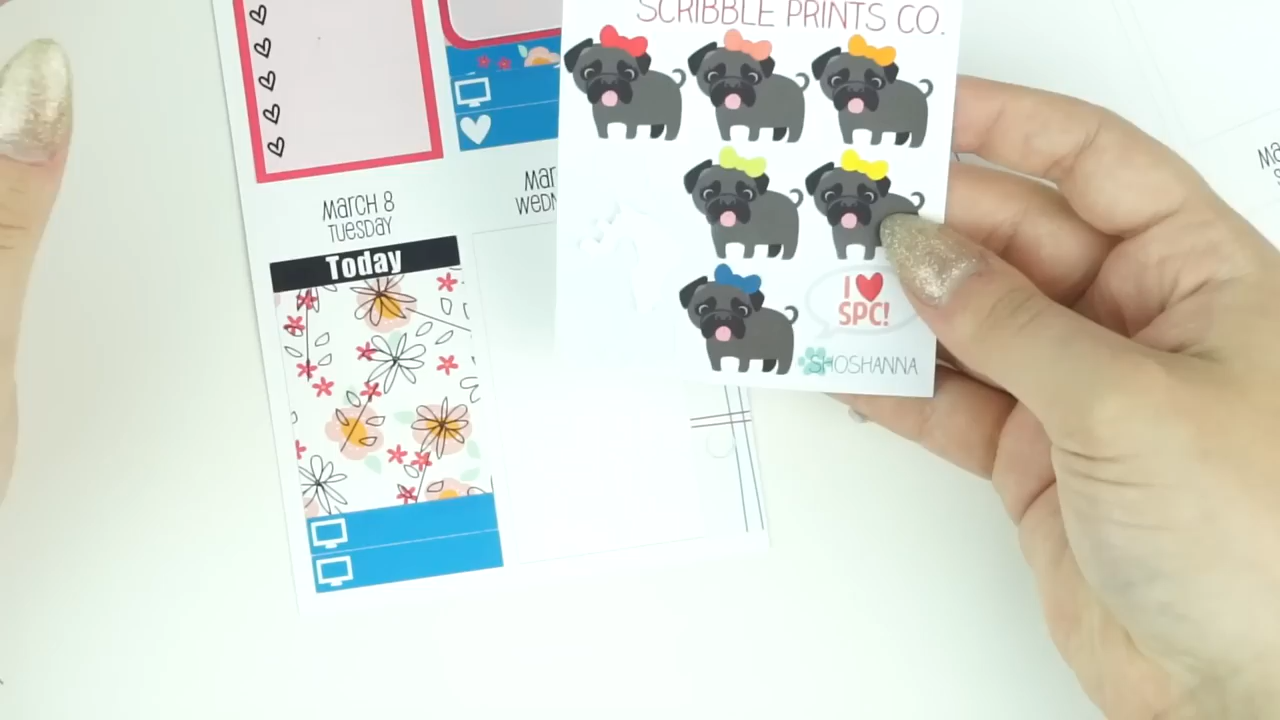 SCRIBBLE PRINTS CO.
March 8
Tuesday
Today
I
SPC!
SHOSHANNA